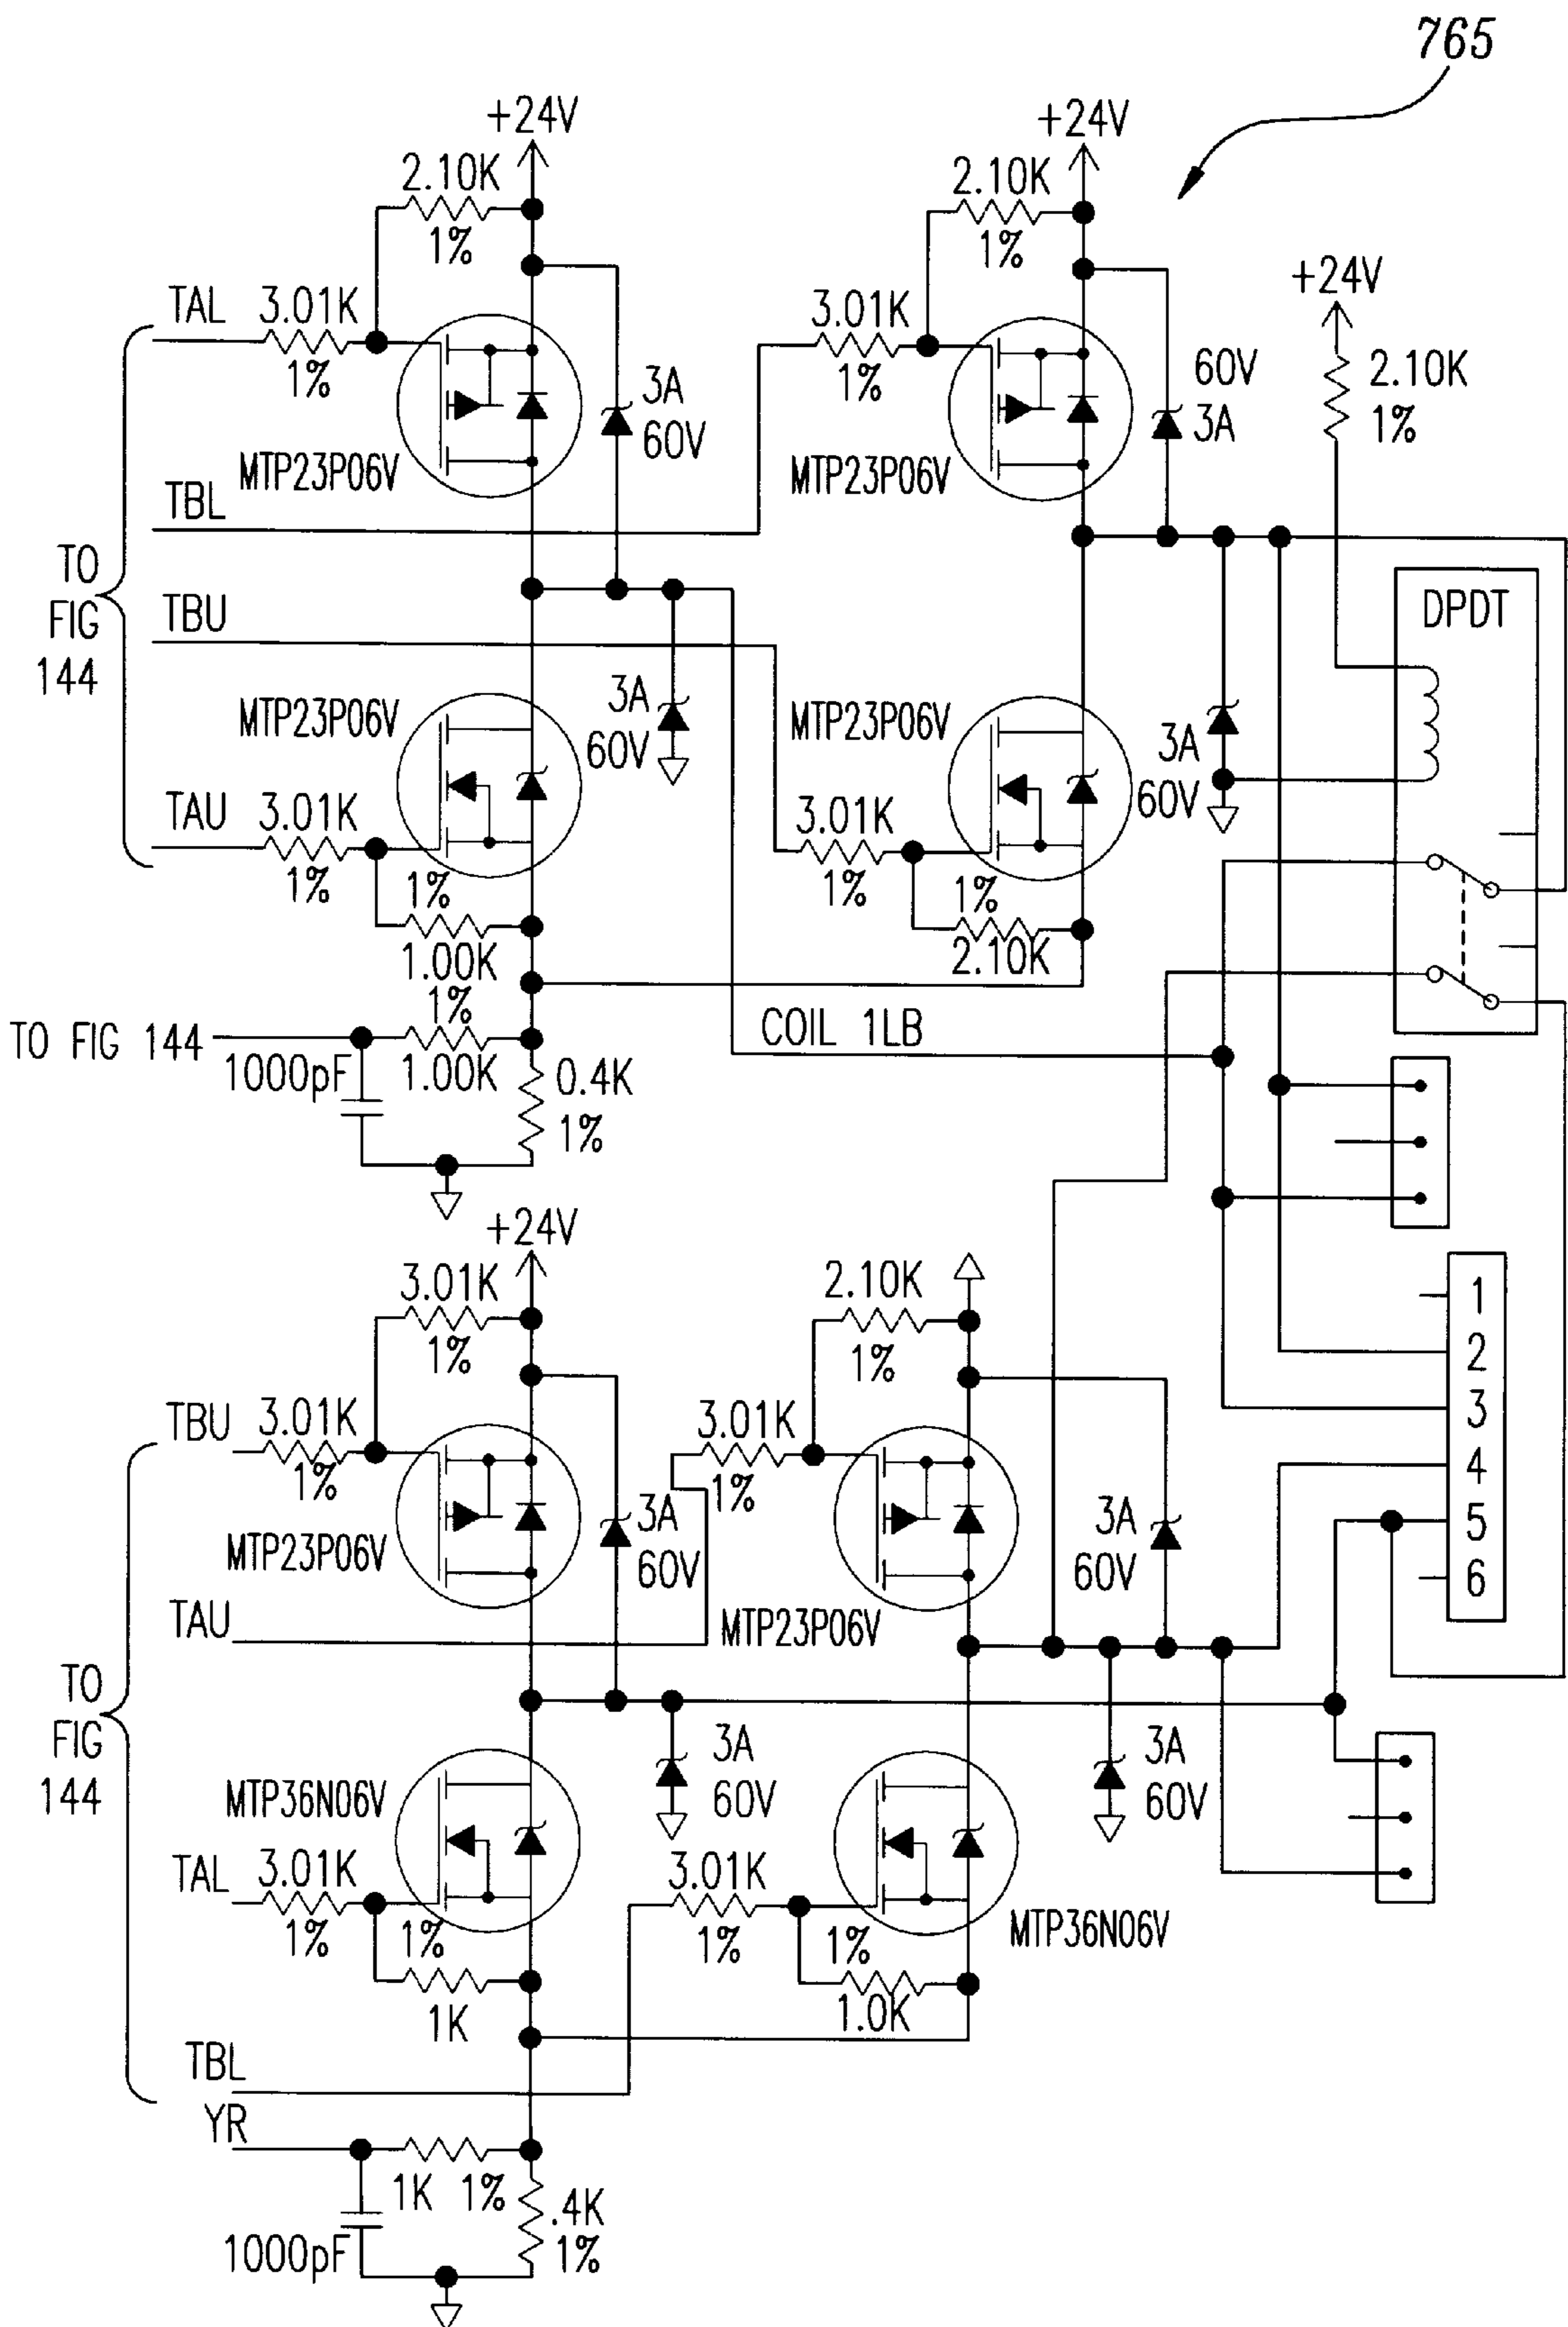 765
+24V
+24V
2.10K
1%
2.10K
1%
+24V
TAL
3.01K
1%
3.01K
1%
3A
60V
60V
3A
2.10K
1%
MTP23P06V
MTP23P06V
TBL
TO
FIG
144
TBU
DPDT
MTP23P06V
3A
60V
MTP23P06V
3A
60V
TAU
3.01K
1%
1%
1.00K
3.01K
1%
1%
2.10K
TO FIG 144
1%
1.00K
1000pF
0.4K
1%
COIL 1LB
+24V
3.01K
1%
2.10K
1%
1
2
3
4
5
6
TBU
3.01K
1%
3.01K
1%
3A
60V
3A
60V
MTP23P06V
MTP23P06V
TAU
TO
FIG
144
MTP36N06V
3A
60V
3A
60V
TAL
3.01K
1%
1%
1K
3.01K
1%
1%
1.0K
MTP36N06V
TBL
YR
1K 1%
1000pF
.4K
1%